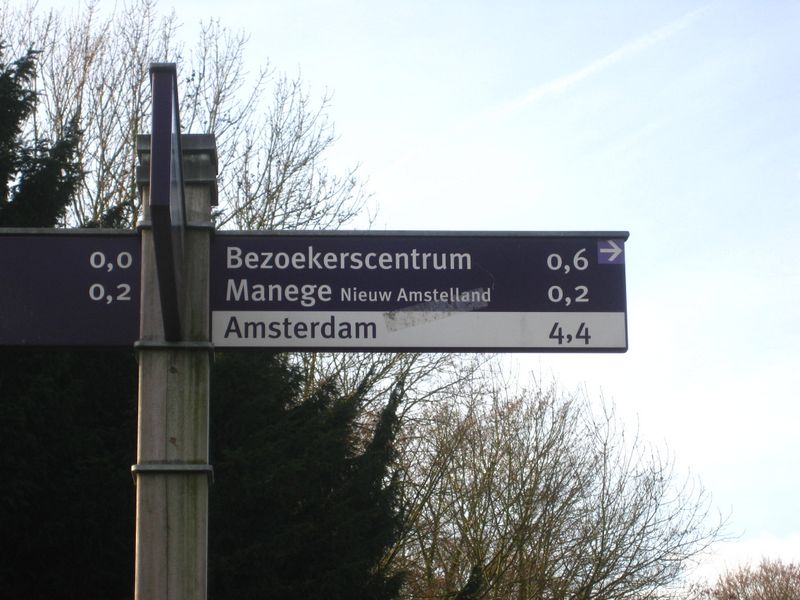 0,0
0,2
Bezoekerscentrum 0,6 →
Manege Nieuw Amstelland 0,2
Amsterdam 4,4